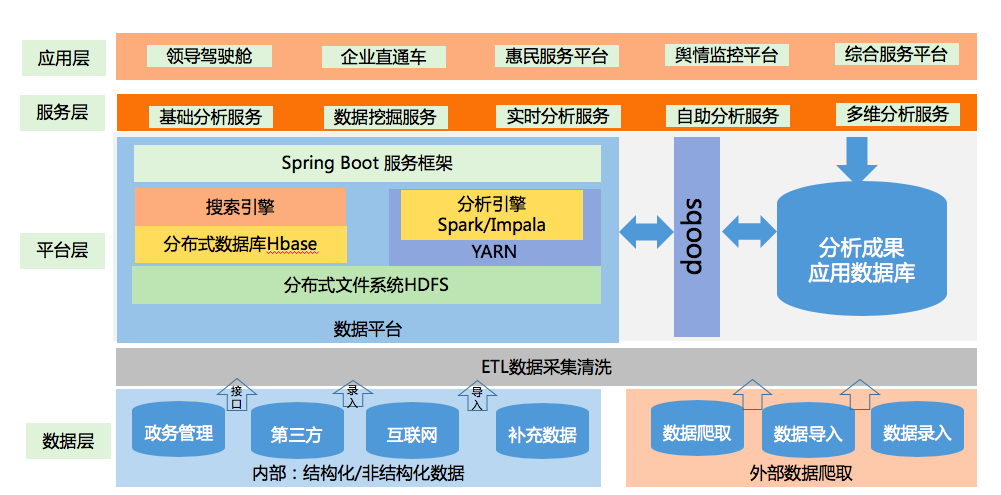 应用层
领导驾驶舱
企业直通车
惠民服务平台
舆情监控平台
综合服务平台
服务层
基础分析服务
数据挖掘服务
实时分析服务
自助分析服务
多维分析服务
平台层
Spring Boot 服务框架
搜索引擎
分布式数据库Hbase
分析引擎
Spark/Impala
YARN
分布式文件系统HDFS
数据平台
sqoop
分析成果
应用数据库
ETL数据采集清洗
接口
录入
导入
数据层
政务管理
第三方
互联网
补充数据
内部：结构化/非结构化数据
数据爬取
数据导入
数据录入
外部数据爬取